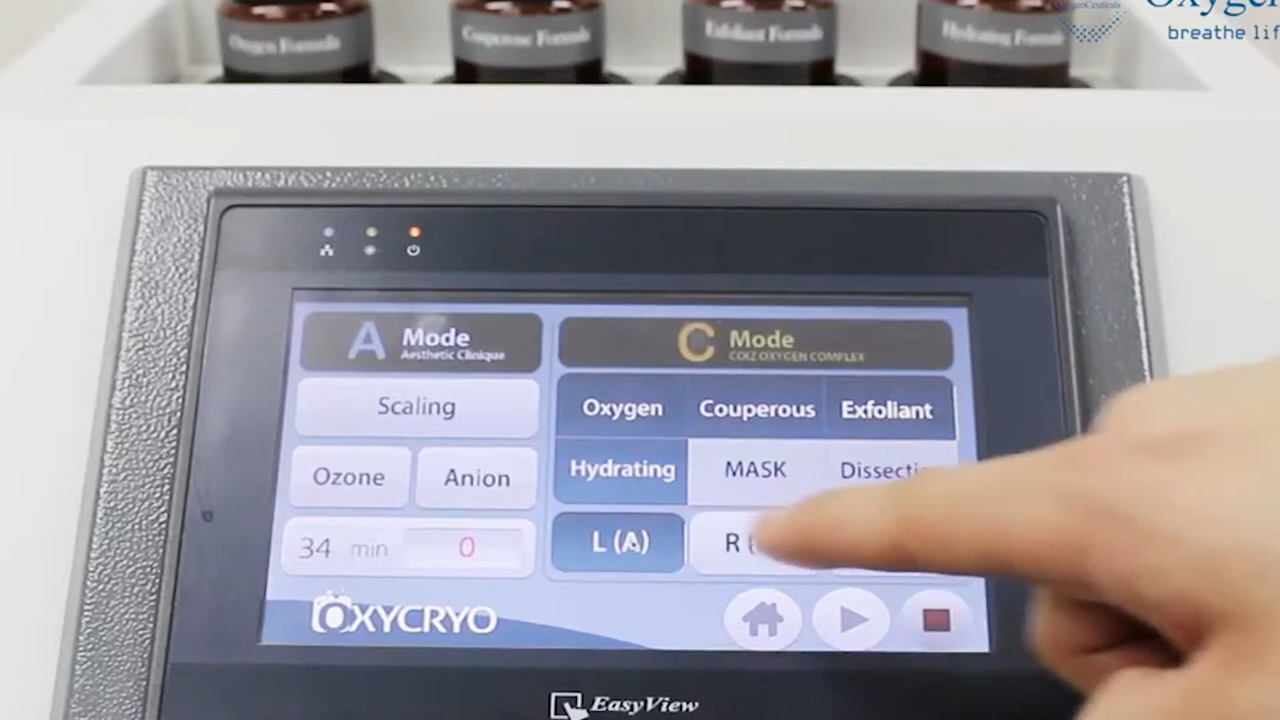 Oxygen Formula
Couperose Formula
Exfoliant Formula
Hydrating Formula
breathe lif
A Mode
Aesthetic Clinique
C Mode
Scaling
Oxygen Couperous Exfoliant
Ozone Anion
Hydrating MASK Dissectio
34 min 0
L (A) R (
OXYCRYO
EasyView